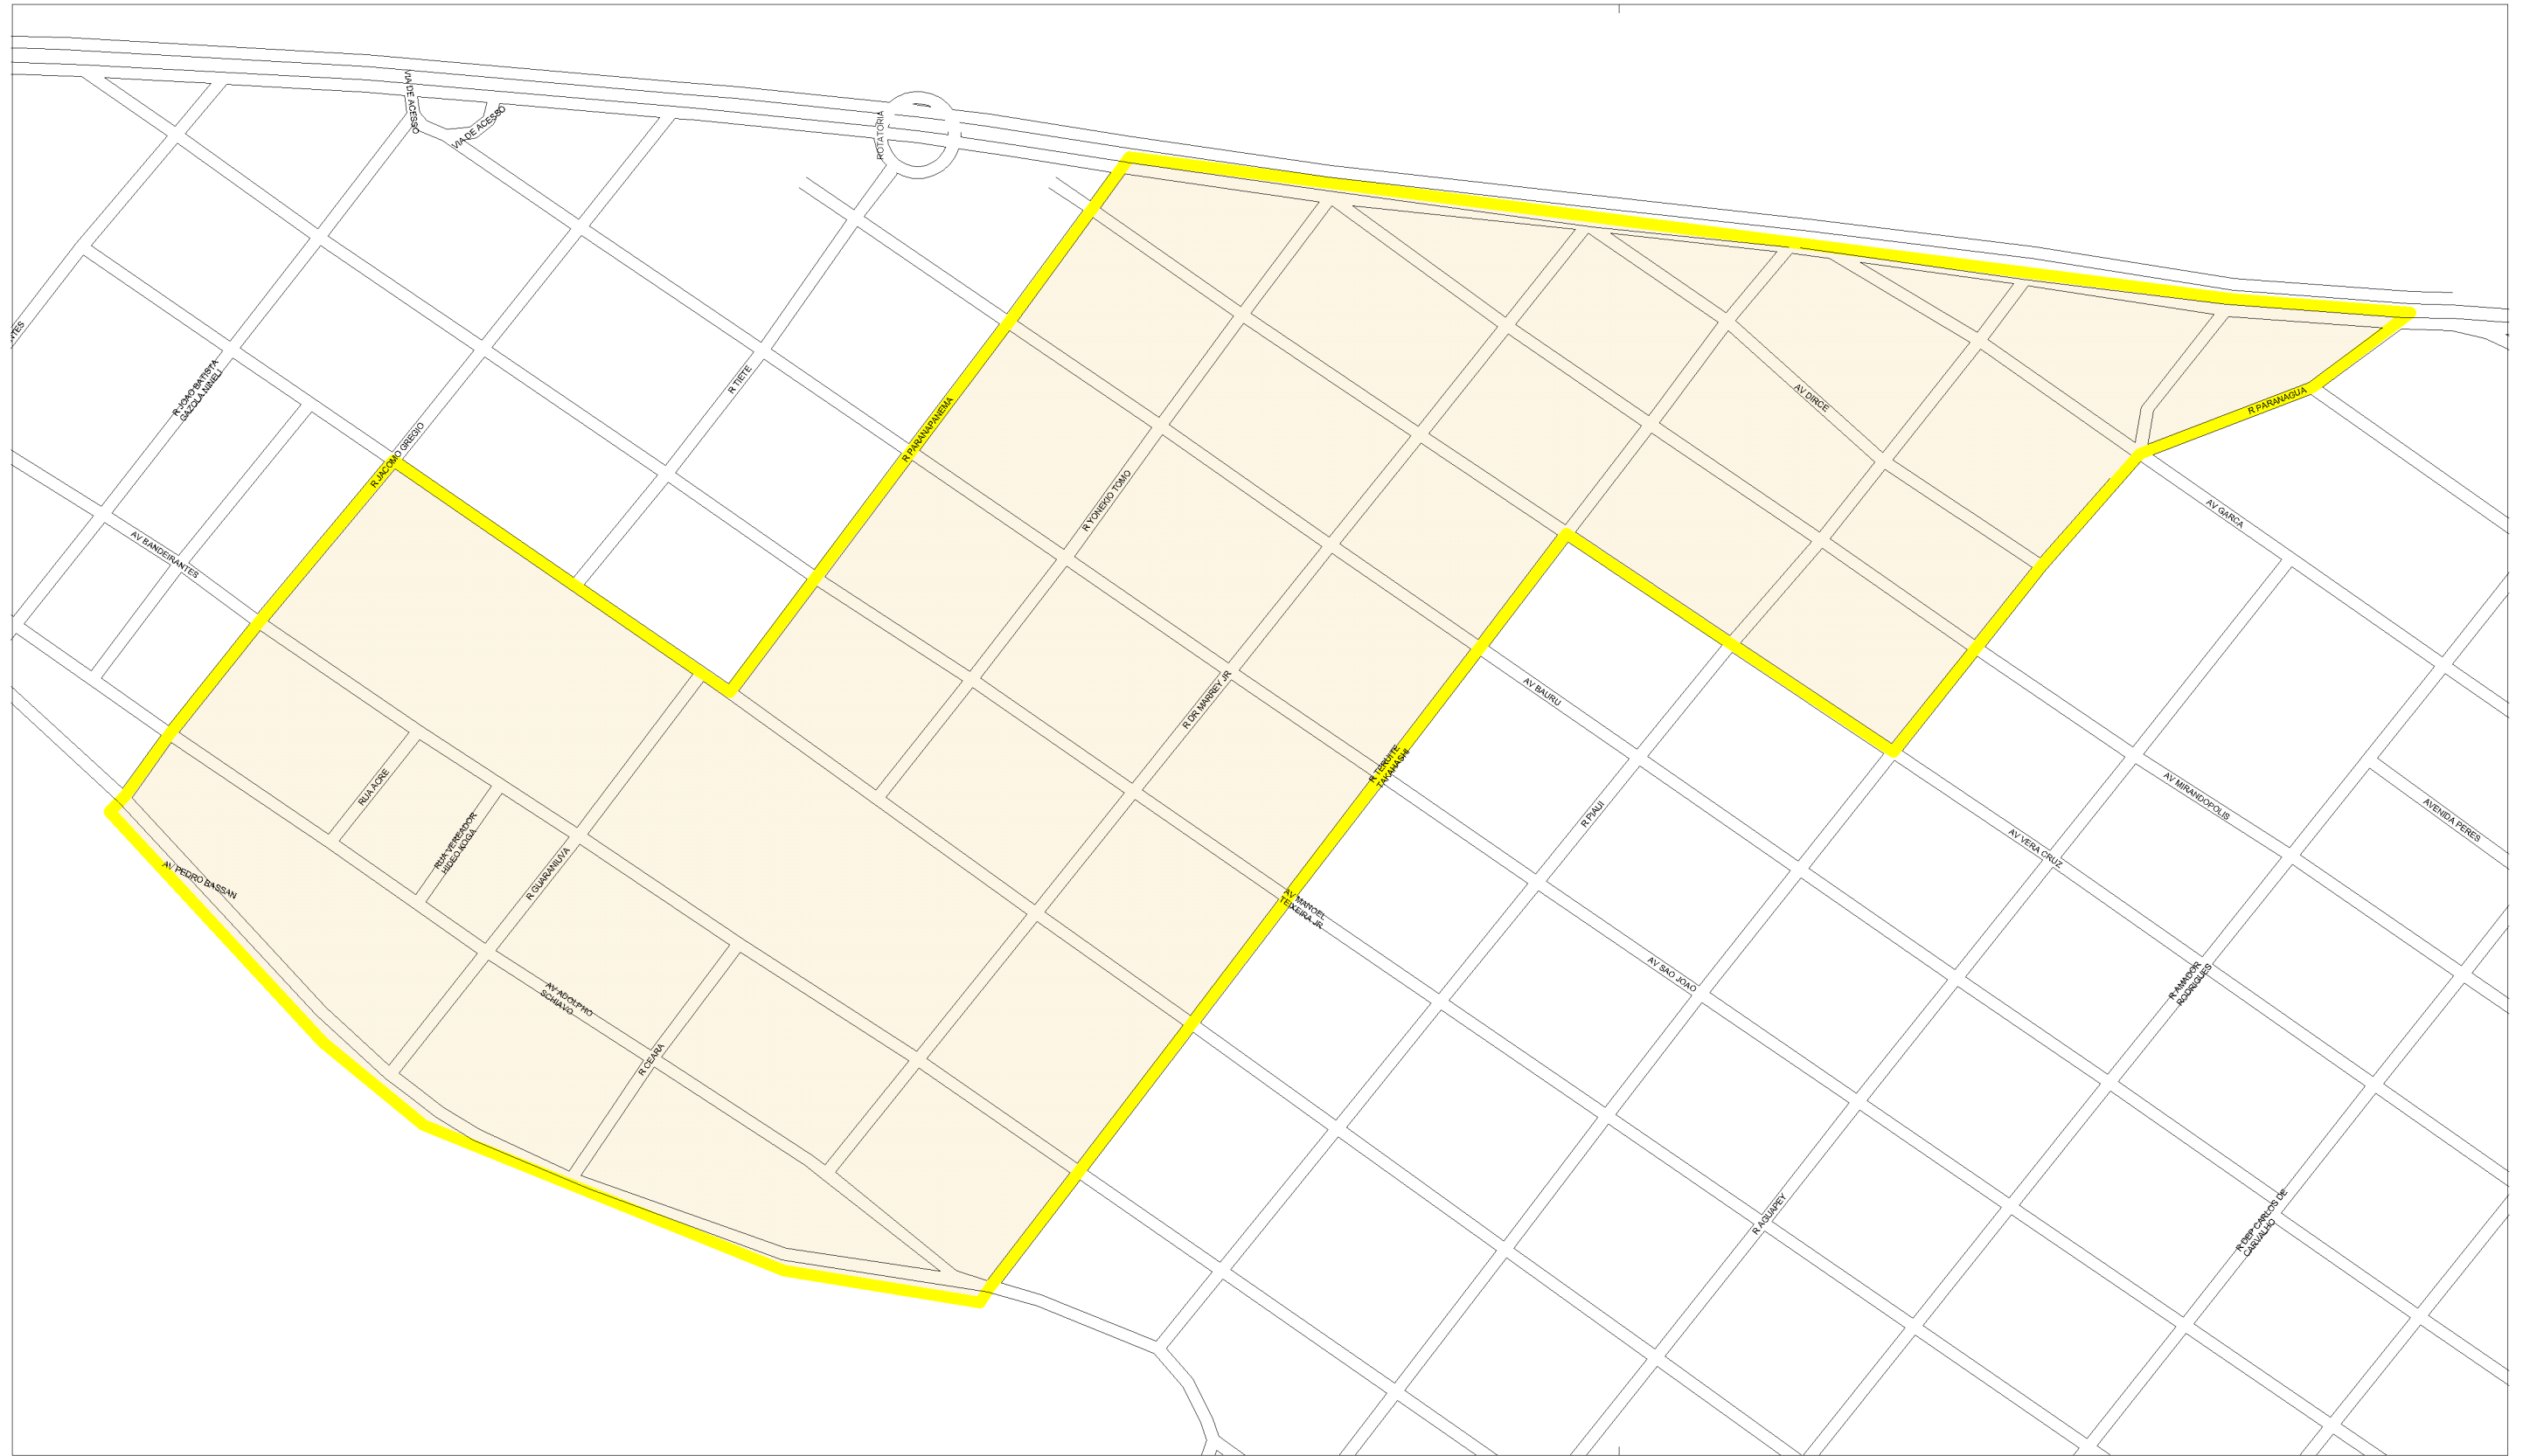 VIA DE ACESSO
VIA DE ACESSO
ROTATORIA
R JOAO BATISTA
GAZOLA NINELI
R TIETE
R JACOMO GREGIO
R PARANAPANEMA
AV DIRCE
R PARANAGUA
R YONEKIO TOMO
AV GARCA
AV BANDEIRANTES
R DR MARREY JR
AV BAURU
R TERUITE
TAKAHASHI
RUA ACRE
RUA VEREADOR
HIDEO KOGA
R GUARANIUVA
AV PEDRO BASSAN
R PIAUI
AV MIRANDOPOLIS
AVENIDA PERES
AV VERA CRUZ
AV MANOEL
TEIXEIRA JR
AV SAO JOAO
R AMADOR
RODRIGUES
AV ADOLPHO
SCHIAVO
R CEARA
R AGUAPEY
R DEP CARLOS DE
CARVALHO